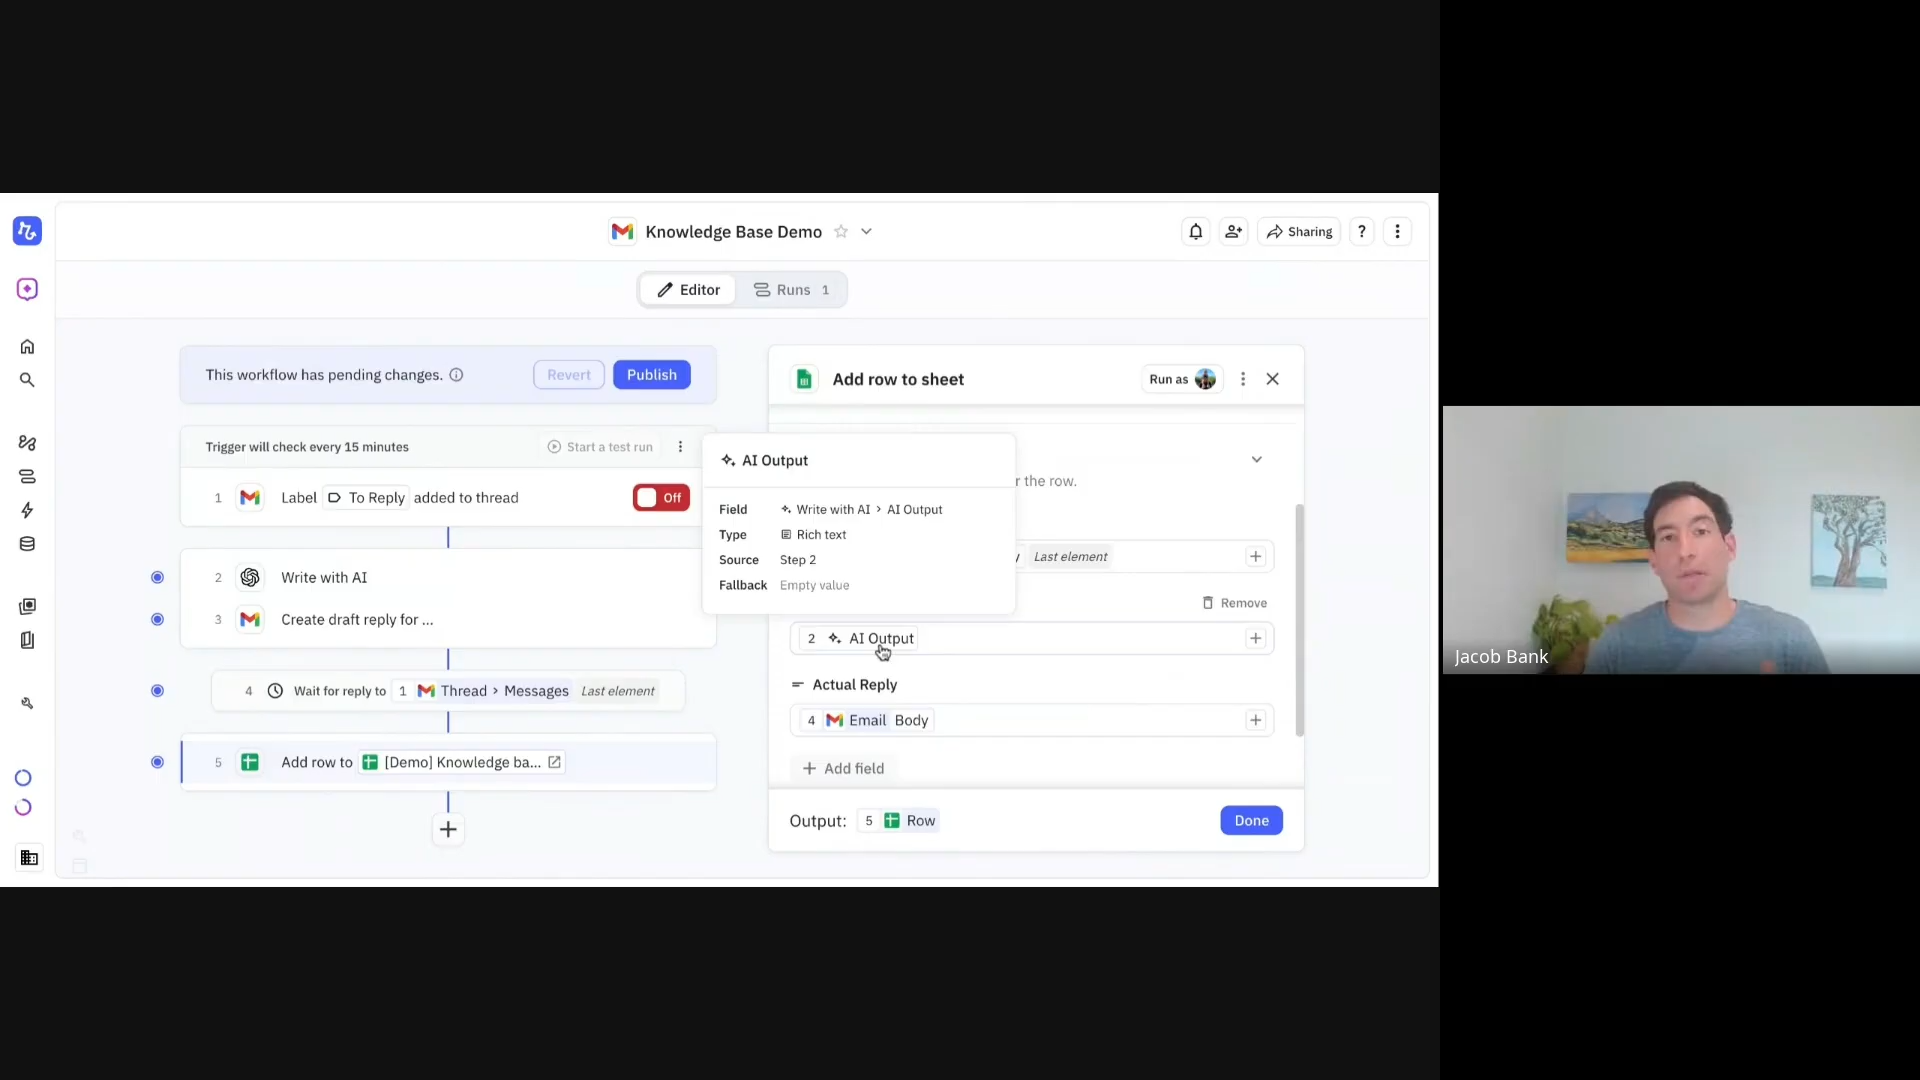 Knowledge Base Demo
Sharing
?
Editor
Runs 1
This workflow has pending changes.
Revert
Publish
Trigger will check every 15 minutes
Start a test run
1 Label To Reply added to thread
Off
2 Write with AI
3 Create draft reply for ...
4 Wait for reply to 1 Thread > Messages Last element
5 Add row to [Demo] Knowledge ba...
Add row to sheet
Run as
AI Output
Field Write with AI > AI Output
Type Rich text
Source Step 2
Fallback Empty value
r the row.
Last element
Remove
2 AI Output
Actual Reply
4 Email Body
Add field
Output: 5 Row
Done
Jacob Bank